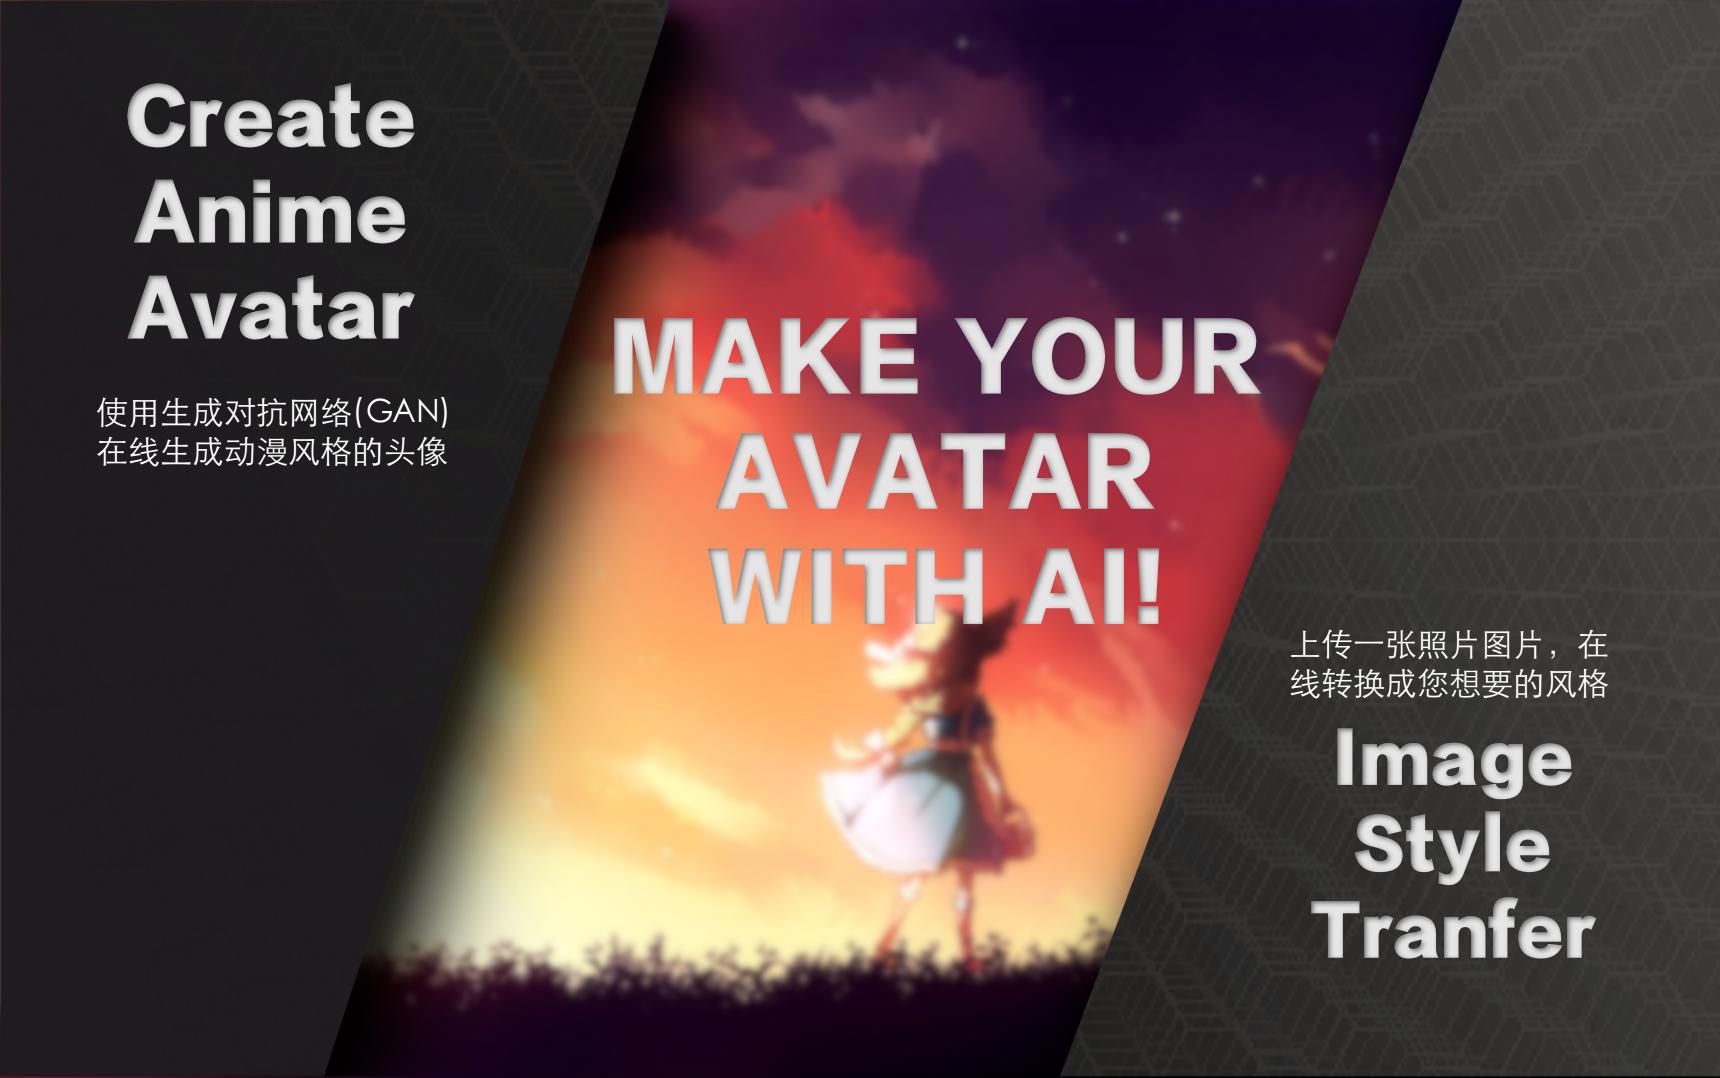 Create
Anime
Avatar
使用生成对抗网络(GAN)
在线生成动漫风格的头像
MAKE YOUR
AVATAR
WITH AI!
上传一张照片图片，在
线转换成您想要的风格
Image
Style
Tranfer